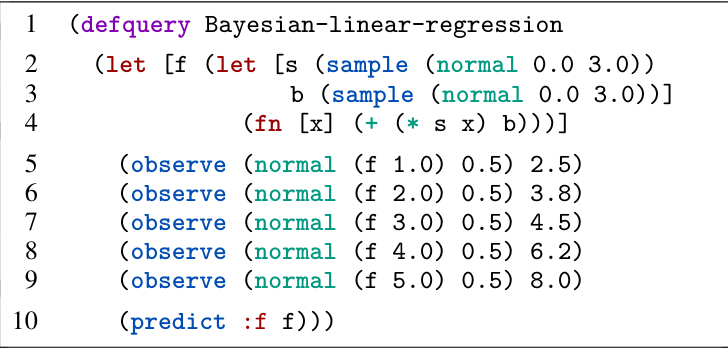 1 (defquery Bayesian-linear-regression
2 (let [f (let [s (sample (normal 0.0 3.0))
3 b (sample (normal 0.0 3.0))]
4 (fn [x] (+ (* s x) b)))]
5 (observe (normal (f 1.0) 0.5) 2.5)
6 (observe (normal (f 2.0) 0.5) 3.8)
7 (observe (normal (f 3.0) 0.5) 4.5)
8 (observe (normal (f 4.0) 0.5) 6.2)
9 (observe (normal (f 5.0) 0.5) 8.0)
10 (predict :f f)))